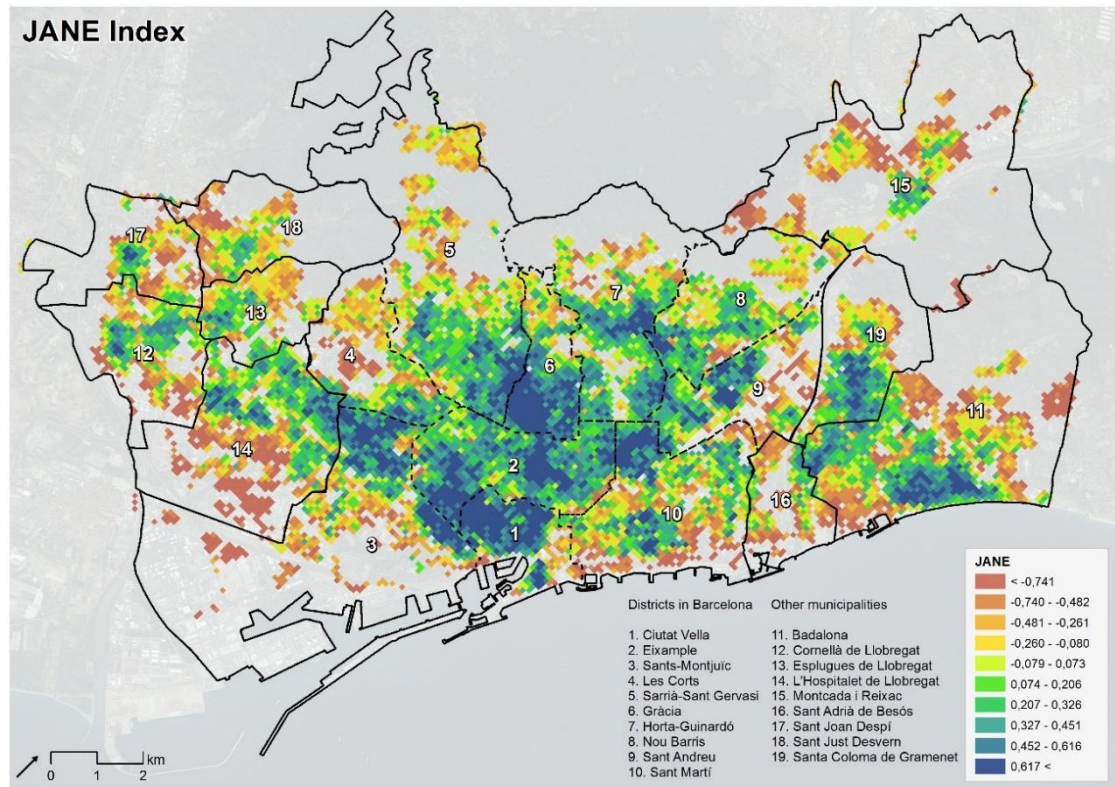 JANE Index
17
18
15
5
7
8
13
12
4
6
19
9
11
14
2
10
16
1
3
Districts in Barcelona
1. Ciutat Vella
2. Eixample
3. Sants-Montjuïc
4. Les Corts
5. Sarrià-Sant Gervasi
6. Gràcia
7. Horta-Guinardó
8. Nou Barris
9. Sant Andreu
10. Sant Martí
Other municipalities
11. Badalona
12. Cornellà de Llobregat
13. Esplugues de Llobregat
14. L'Hospitalet de Llobregat
15. Montcada i Reixac
16. Sant Adrià de Besós
17. Sant Joan Despí
18. Sant Just Desvern
19. Santa Coloma de Gramenet
JANE
< -0,741
-0,740 - -0,482
-0,481 - -0,261
-0,260 - -0,080
-0,079 - 0,073
0,074 - 0,206
0,207 - 0,326
0,327 - 0,451
0,452 - 0,616
0,617 <
km
0 1 2